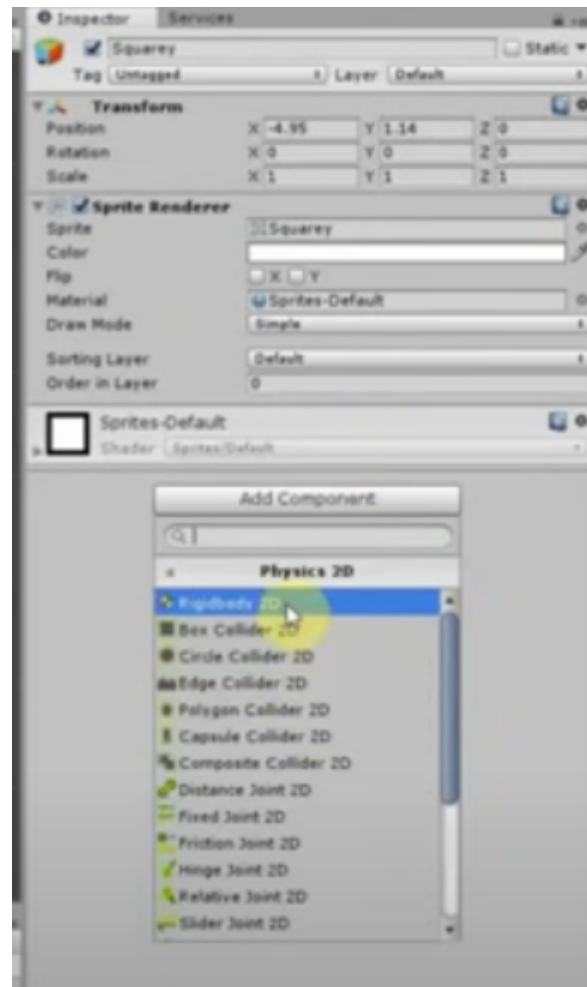 Inspector Services
Squarey Static
Tag Untagged Layer Default
Transform
Position X -4.95 Y 1.14 Z 0
Rotation X 0 Y 0 Z 0
Scale X 1 Y 1 Z 1
Sprite Renderer
Sprite Squarey
Color
Flip X Y
Material Sprites-Default
Draw Mode Simple
Sorting Layer Default
Order in Layer 0
Sprites-Default
Shader Sprites/Default
Add Component
Physics 2D
Rigidbody 2D
Box Collider 2D
Circle Collider 2D
Edge Collider 2D
Polygon Collider 2D
Capsule Collider 2D
Composite Collider 2D
Distance Joint 2D
Fixed Joint 2D
Friction Joint 2D
Hinge Joint 2D
Relative Joint 2D
Slider Joint 2D